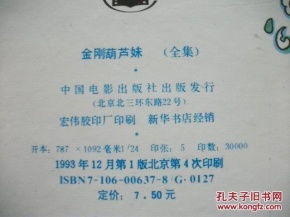 金刚葫芦妹 (全集)
中国电影出版社出版发行
(北京北三环东路22号)
宏伟胶印厂印刷 新华书店经销
开本:787×1092毫米1/24 印张:5 印数:30000
1993年12月第1版北京第4次印刷
ISBN7-106-00637-8/G·0127
定价:7.50元
孔夫子旧书网